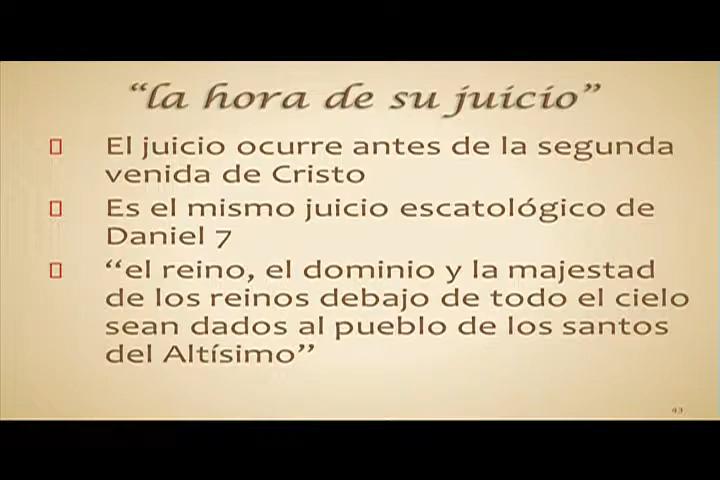 “la hora de su juicio”
El juicio ocurre antes de la segunda
venida de Cristo
Es el mismo juicio escatológico de
Daniel 7
“el reino, el dominio y la majestad
de los reinos debajo de todo el cielo
sean dados al pueblo de los santos
del Altísimo”
43